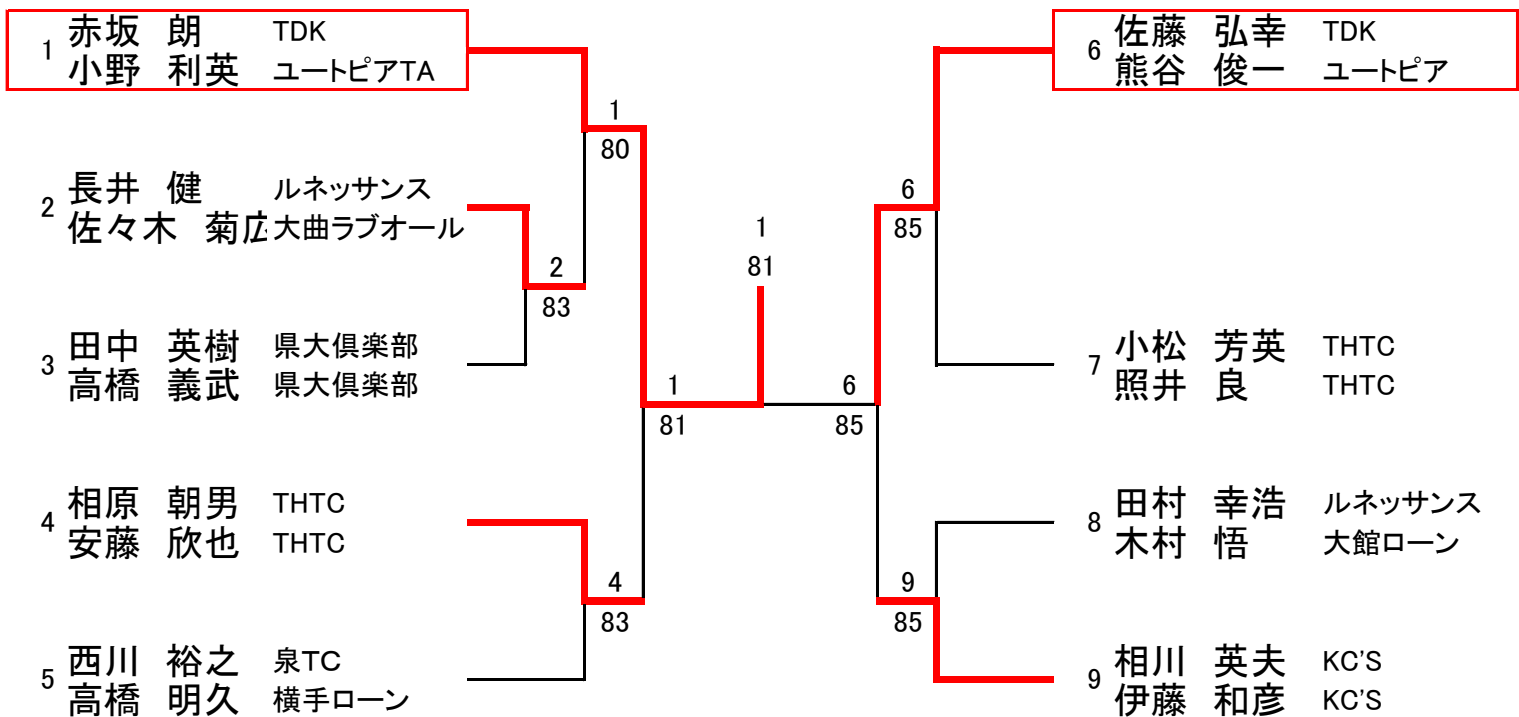 1 赤坂 朗 TDK
小野 利英 ユートピアTA
2 長井 健 ルネッサンス
佐々木 菊広 大曲ラブオール
3 田中 英樹 県大倶楽部
高橋 義武 県大倶楽部
4 相原 朝男 THTC
安藤 欣也 THTC
5 西川 裕之 泉TC
高橋 明久 横手ローン
1
80
2
83
4
83
1
81
1
81
6
85
6
85
9
85
6 佐藤 弘幸 TDK
熊谷 俊一 ユートピア
7 小松 芳英 THTC
照井 良 THTC
8 田村 幸浩 ルネッサンス
木村 悟 大館ローン
9 相川 英夫 KC'S
伊藤 和彦 KC'S